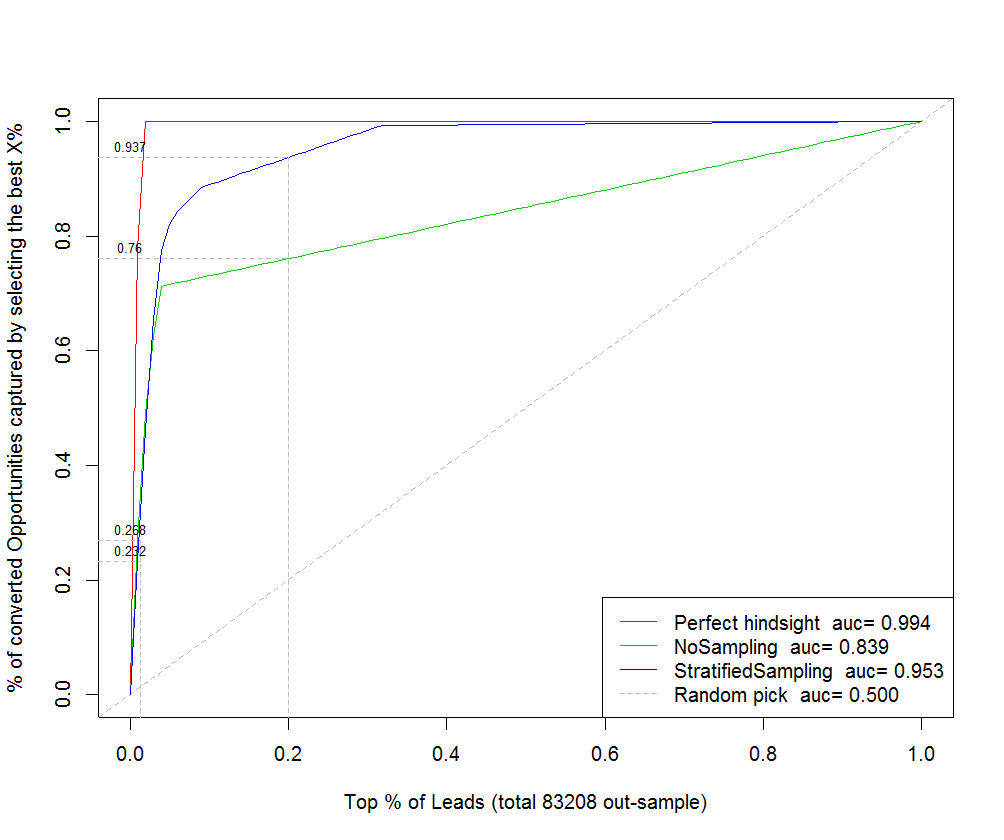 % of converted Opportunities captured by selecting the best X%
1.0
0.8
0.6
0.4
0.2
0.0
0.937
0.76
0.268
0.232
Perfect hindsight auc= 0.994
NoSampling auc= 0.839
StratifiedSampling auc= 0.953
Random pick auc= 0.500
0.0 0.2 0.4 0.6 0.8 1.0
Top % of Leads (total 83208 out-sample)